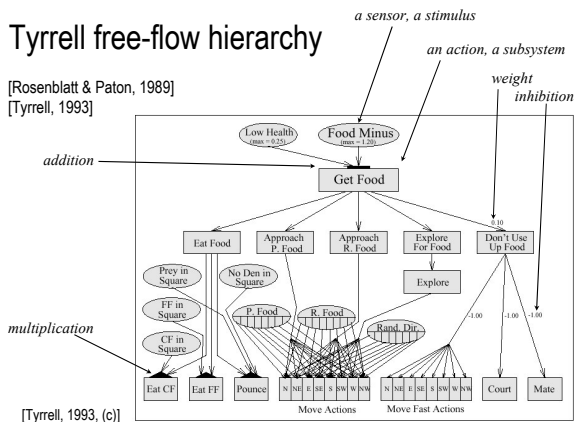 a sensor, a stimulus
Tyrrell free-flow hierarchy
an action, a subsystem
[Rosenblatt & Paton, 1989]
[Tyrrell, 1993]
weight
inhibition
Low Health
(max = 0.25)
Food Minus
(max = 1.20)
addition
Get Food
0.10
Eat Food
Approach
P. Food
Approach
R. Food
Explore
For Food
Don't Use
Up Food
Prey in
Square
No Den in
Square
Explore
FF in
Square
P. Food
R. Food
Rand. Dir.
-1.00
-1.00
-1.00
multiplication
CF in
Square
Eat CF
Eat FF
Pounce
N NE E SE S SW W NW
N NE E SE S SW W NW
Court
Mate
Move Actions
Move Fast Actions
[Tyrrell, 1993, (c)]